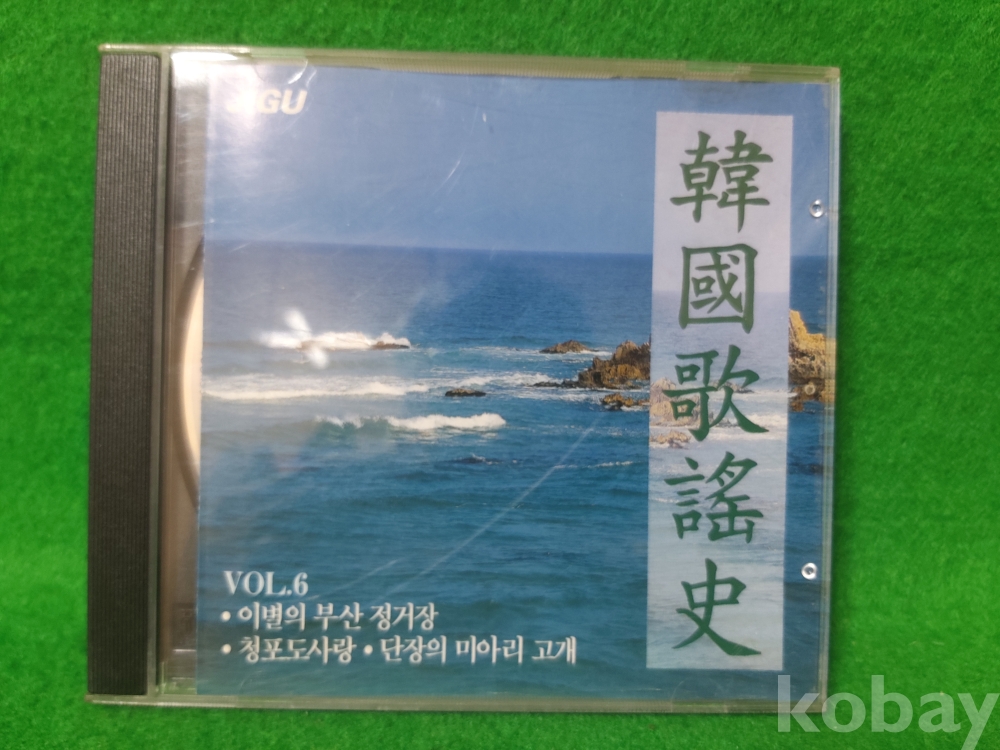 韓國歌謠史
VOL.6
• 이별의 부산 정거장
• 청포도사랑 • 단장의 미아리 고개
kobay